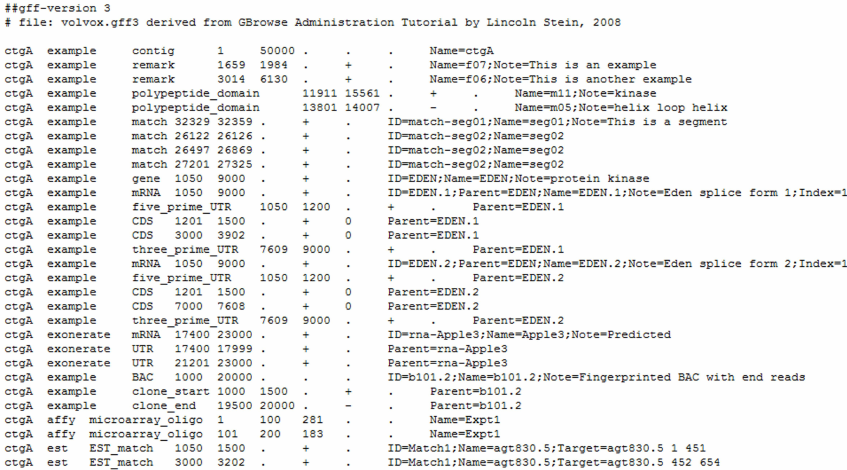 ##gff-version 3
# file: volvox.gff3 derived from GBrowse Administration Tutorial by Lincoln Stein, 2008
ctgA example contig 1 50000 . . . Name=ctgA
ctgA example remark 1659 1984 . + . Name=f07;Note=This is an example
ctgA example remark 3014 6130 . + . Name=f06;Note=This is another example
ctgA example polypeptide_domain 11911 15561 . + . Name=m11;Note=kinase
ctgA example polypeptide_domain 13801 14007 . - . Name=m05;Note=helix loop helix
ctgA example match 32329 32359 . + . ID=match-seg01;Name=seg01;Note=This is a segment
ctgA example match 26122 26126 . + . ID=match-seg02;Name=seg02
ctgA example match 26497 26869 . + . ID=match-seg02;Name=seg02
ctgA example match 27201 27325 . + . ID=match-seg02;Name=seg02
ctgA example gene 1050 9000 . + . ID=EDEN;Name=EDEN;Note=protein kinase
ctgA example mRNA 1050 9000 . + . ID=EDEN.1;Parent=EDEN;Name=EDEN.1;Note=Eden splice form 1;Index=1
ctgA example five_prime_UTR 1050 1200 . + . Parent=EDEN.1
ctgA example CDS 1201 1500 . + 0 Parent=EDEN.1
ctgA example CDS 3000 3902 . + 0 Parent=EDEN.1
ctgA example three_prime_UTR 7609 9000 . + . Parent=EDEN.1
ctgA example mRNA 1050 9000 . + . ID=EDEN.2;Parent=EDEN;Name=EDEN.2;Note=Eden splice form 2;Index=1
ctgA example five_prime_UTR 1050 1200 . + . Parent=EDEN.2
ctgA example CDS 1201 1500 . + 0 Parent=EDEN.2
ctgA example CDS 7000 7608 . + 0 Parent=EDEN.2
ctgA example three_prime_UTR 7609 9000 . + . Parent=EDEN.2
ctgA exonerate mRNA 17400 23000 . + . ID=rna-Apple3;Name=Apple3;Note=Predicted
ctgA exonerate UTR 17400 17999 . + . Parent=rna-Apple3
ctgA exonerate UTR 21201 23000 . + . Parent=rna-Apple3
ctgA example BAC 1000 20000 . . . ID=b101.2;Name=b101.2;Note=Fingerprinted BAC with end reads
ctgA example clone_start 1000 1500 . + . Parent=b101.2
ctgA example clone_end 19500 20000 . - . Parent=b101.2
ctgA affy microarray_oligo 1 100 281 . . Name=Expt1
ctgA affy microarray_oligo 101 200 183 . . Name=Expt1
ctgA est EST_match 1050 1500 . + . ID=Match1;Name=agt830.5;Target=agt830.5 1 451
ctgA est EST_match 3000 3202 . + . ID=Match1;Name=agt830.5;Target=agt830.5 452 654